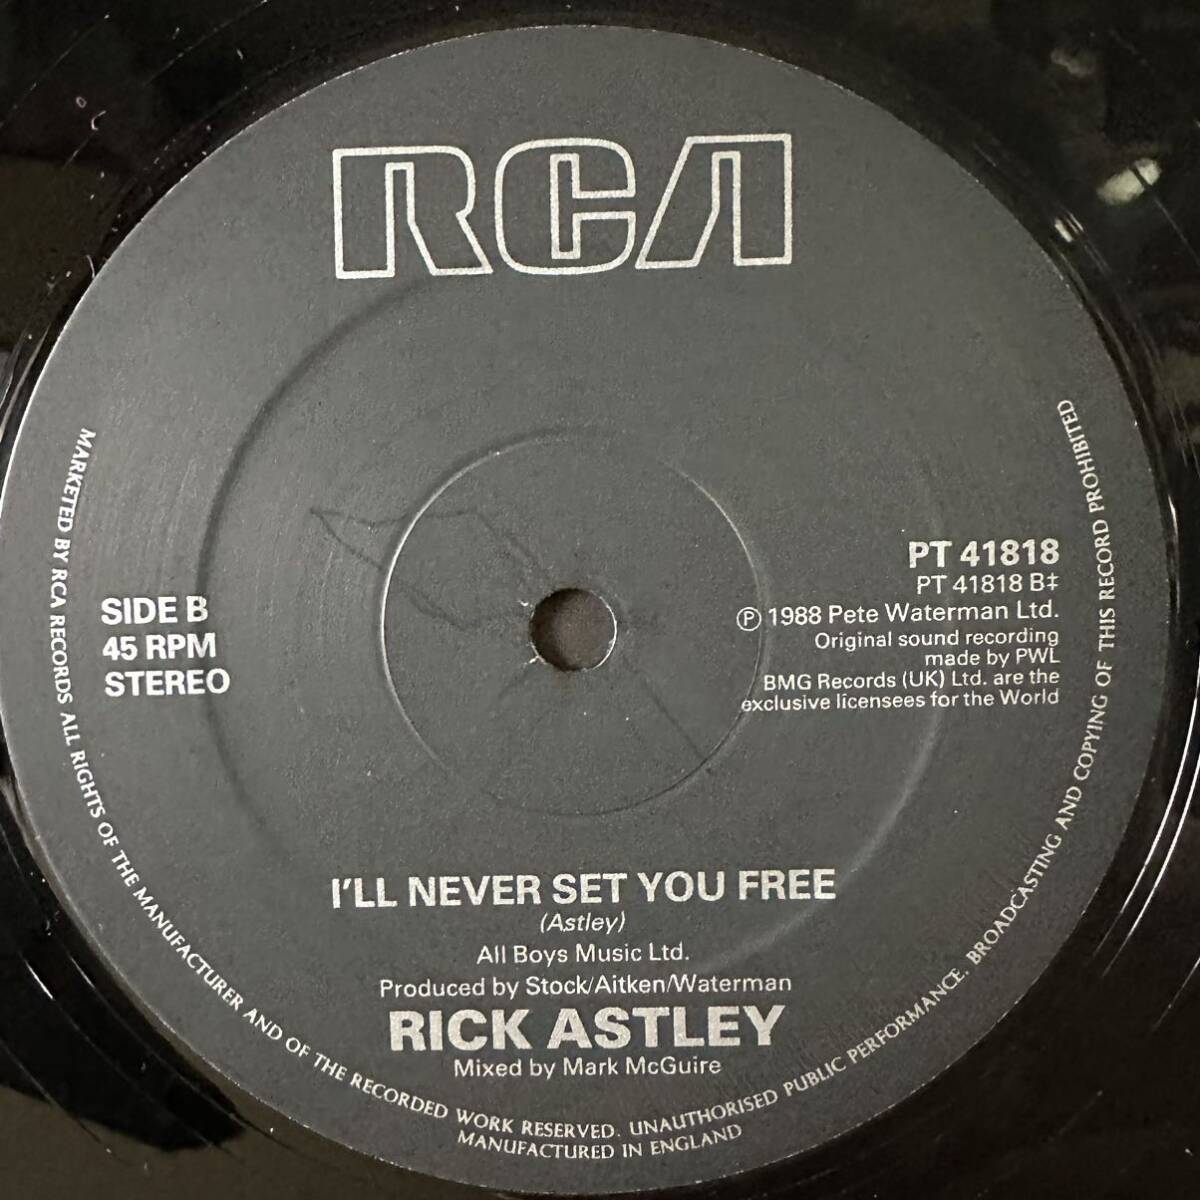 RCA
SIDE B
45 RPM
STEREO
PT 41818
PT 41818 B‡
Ⓟ 1988 Pete Waterman Ltd.
Original sound recording
made by PWL
BMG Records (UK) Ltd. are the
exclusive licensees for the World
I'LL NEVER SET YOU FREE
(Astley)
All Boys Music Ltd.
Produced by Stock/Aitken/Waterman
RICK ASTLEY
Mixed by Mark McGuire
MARKETED BY RCA RECORDS ALL RIGHTS OF THE MANUFACTURER AND OF THE RECORDED WORK RESERVED. UNAUTHORISED PUBLIC PERFORMANCE. BROADCASTING AND COPYING OF THIS RECORD PROHIBITED
MANUFACTURED IN ENGLAND